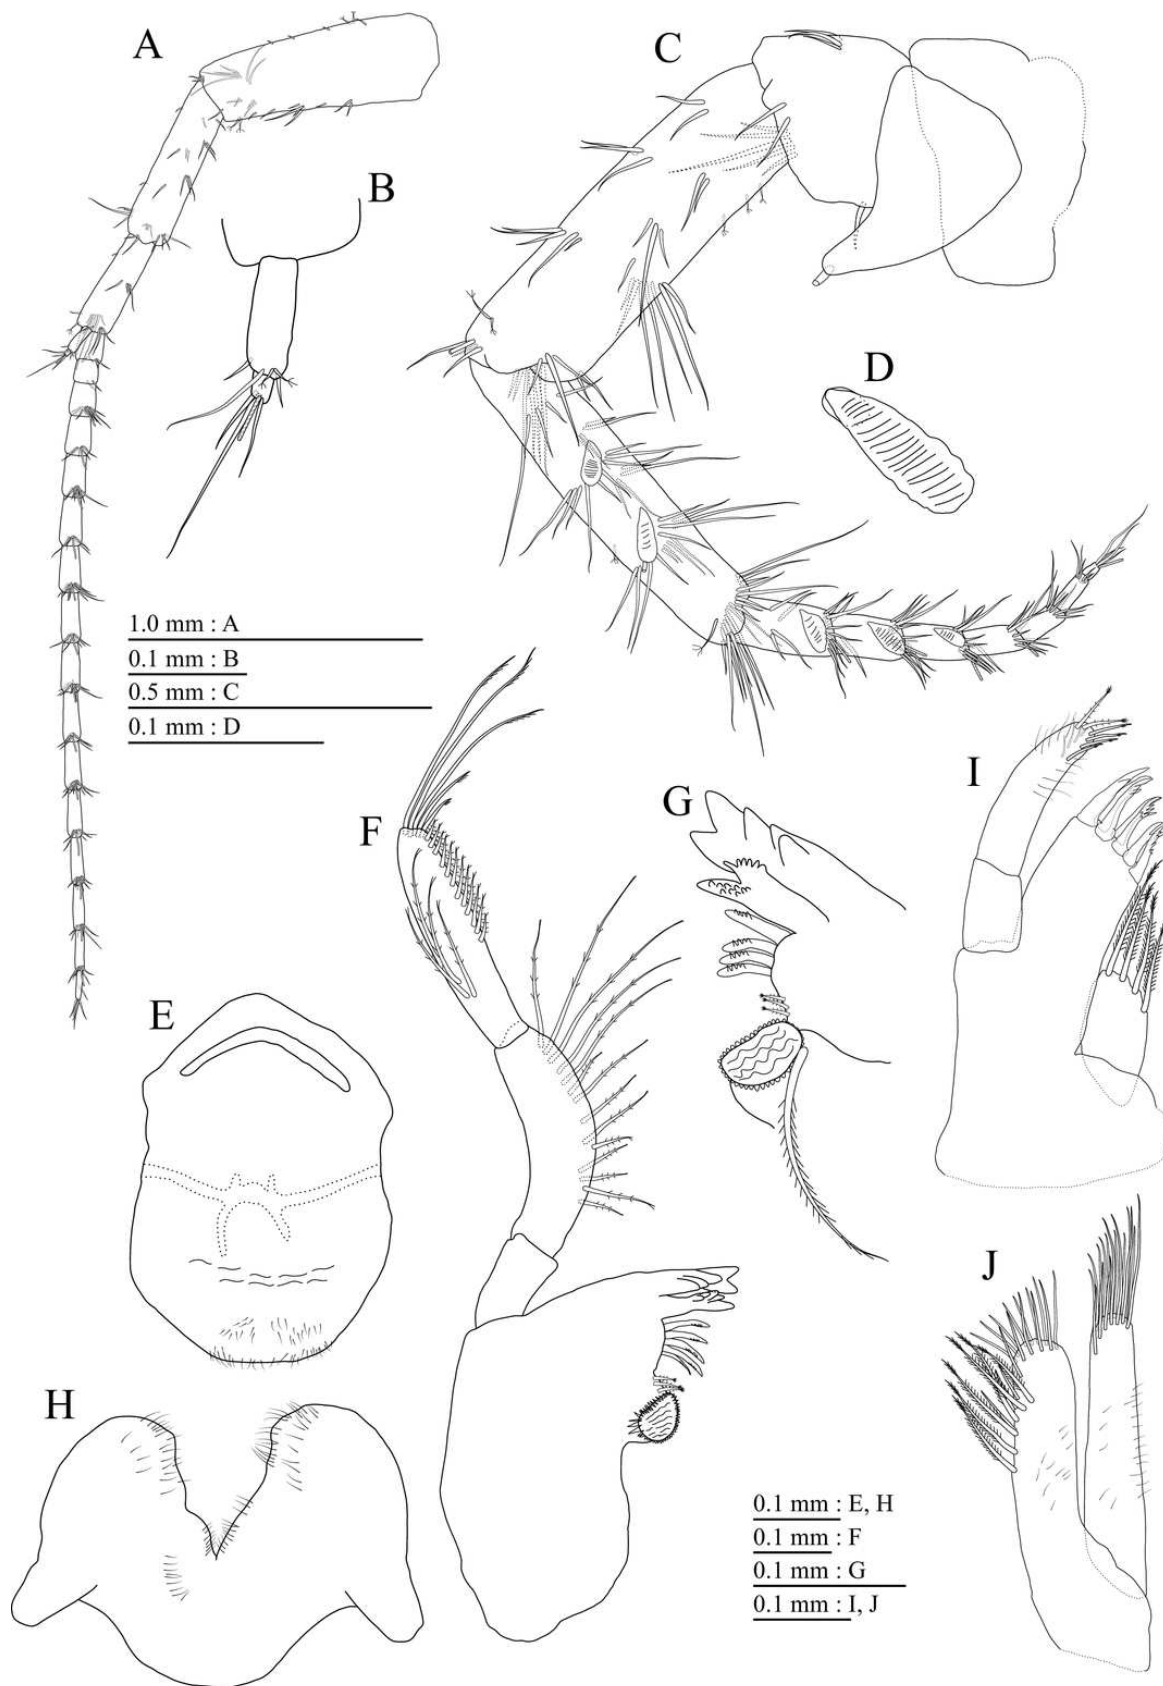 A
C
B
D
1.0 mm : A
0.1 mm : B
0.5 mm : C
0.1 mm : D
F
G
I
E
J
H
0.1 mm : E, H
0.1 mm : F
0.1 mm : G
0.1 mm : I, J